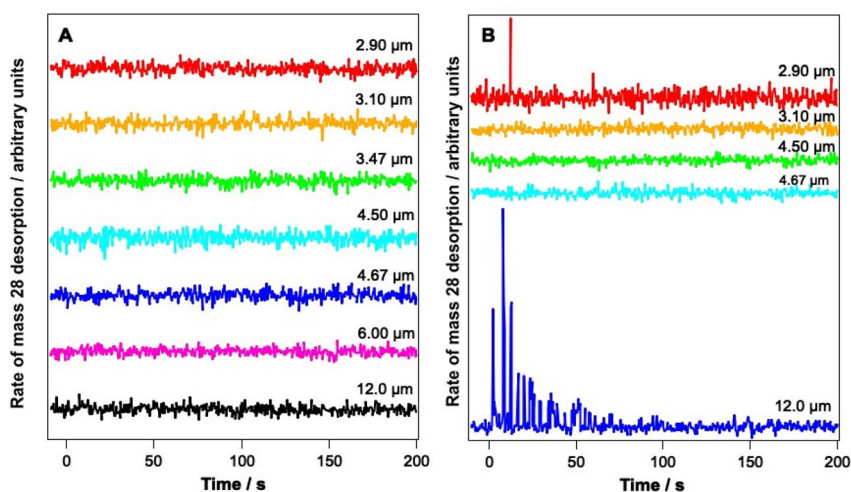 A
B
Rate of mass 28 desorption / arbitrary units
2.90 µm
3.10 µm
3.47 µm
4.50 µm
4.67 µm
6.00 µm
12.0 µm
0 50 100 150 200
Time / s
Rate of mass 28 desorption / arbitrary units
2.90 µm
3.10 µm
4.50 µm
4.67 µm
12.0 µm
0 50 100 150 200
Time / s